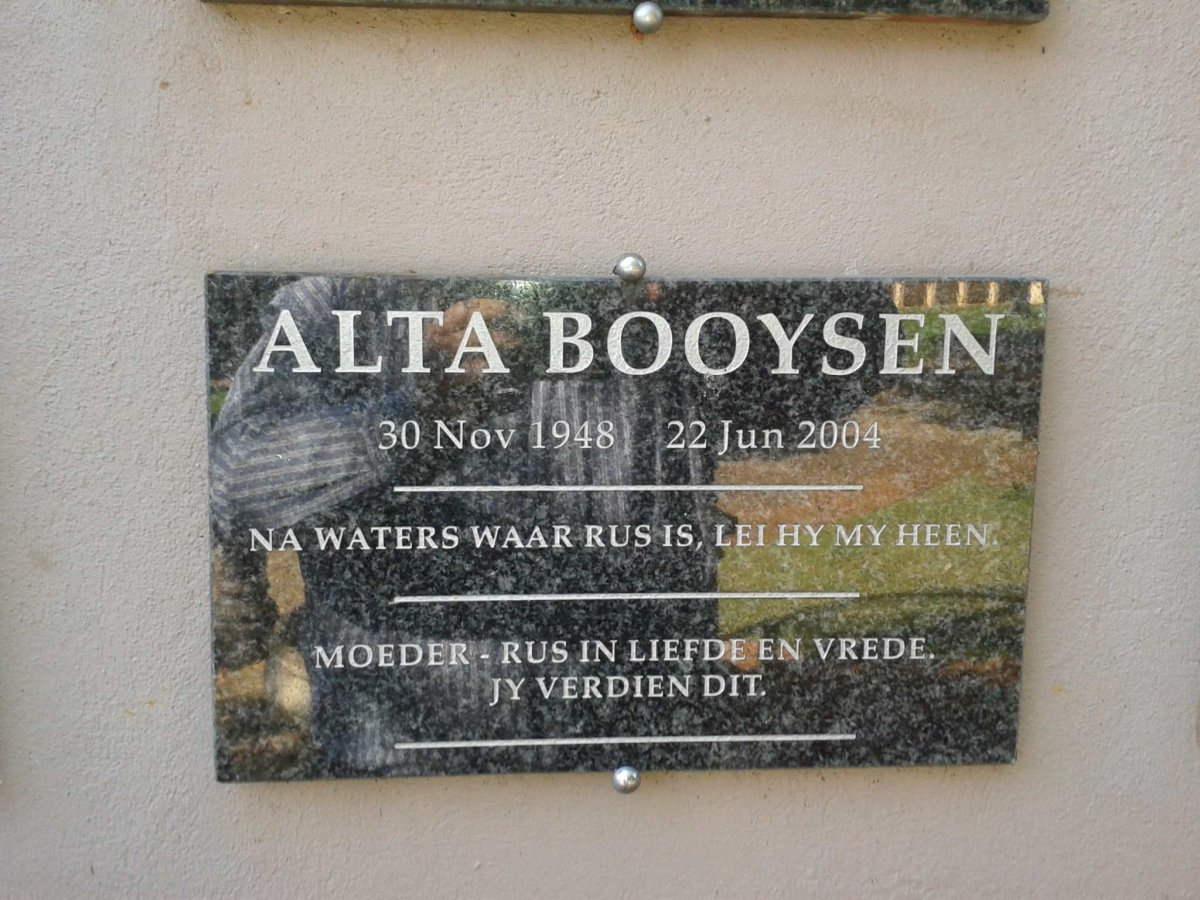 ALTA BOOYSEN
30 Nov 1948 22 Jun 2004
NA WATERS WAAR RUS IS, LEI HY MY HEEN.
MOEDER - RUS IN LIEFDE EN VREDE.
JY VERDIEN DIT.